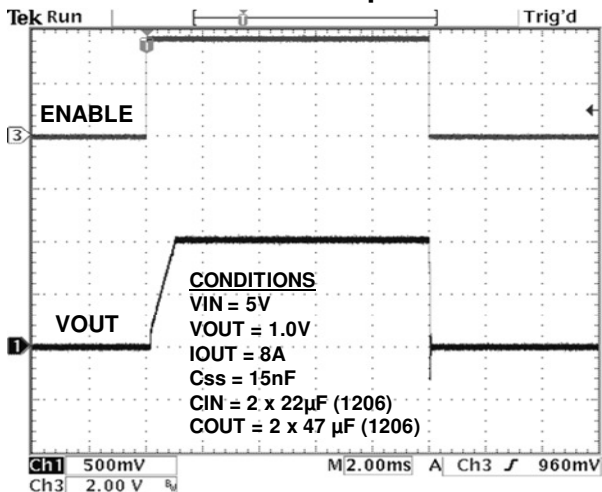 Tek Run Trig'd
T
T
ENABLE
3
CONDITIONS
VIN = 5V
VOUT
VOUT = 1.0V
1
IOUT = 8A
Css = 15nF
CIN = 2 x 22µF (1206)
COUT = 2 x 47 µF (1206)
Ch1 500mV M 2.00ms A Ch3 ƒ 960mV
Ch3 2.00 V